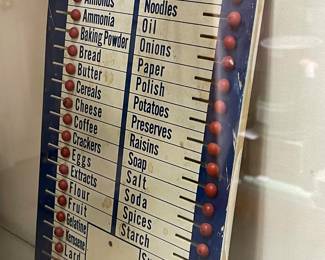 Almonds
Ammonia
Baking Powder
Bread
Butter
Cereals
Cheese
Coffee
Crackers
Eggs
Extracts
Flour
Fruit
Gelatine
Kerosene
Lard
Noodles
Oil
Onions
Paper
Polish
Potatoes
Preserves
Raisins
Soap
Salt
Soda
Spices
Starch